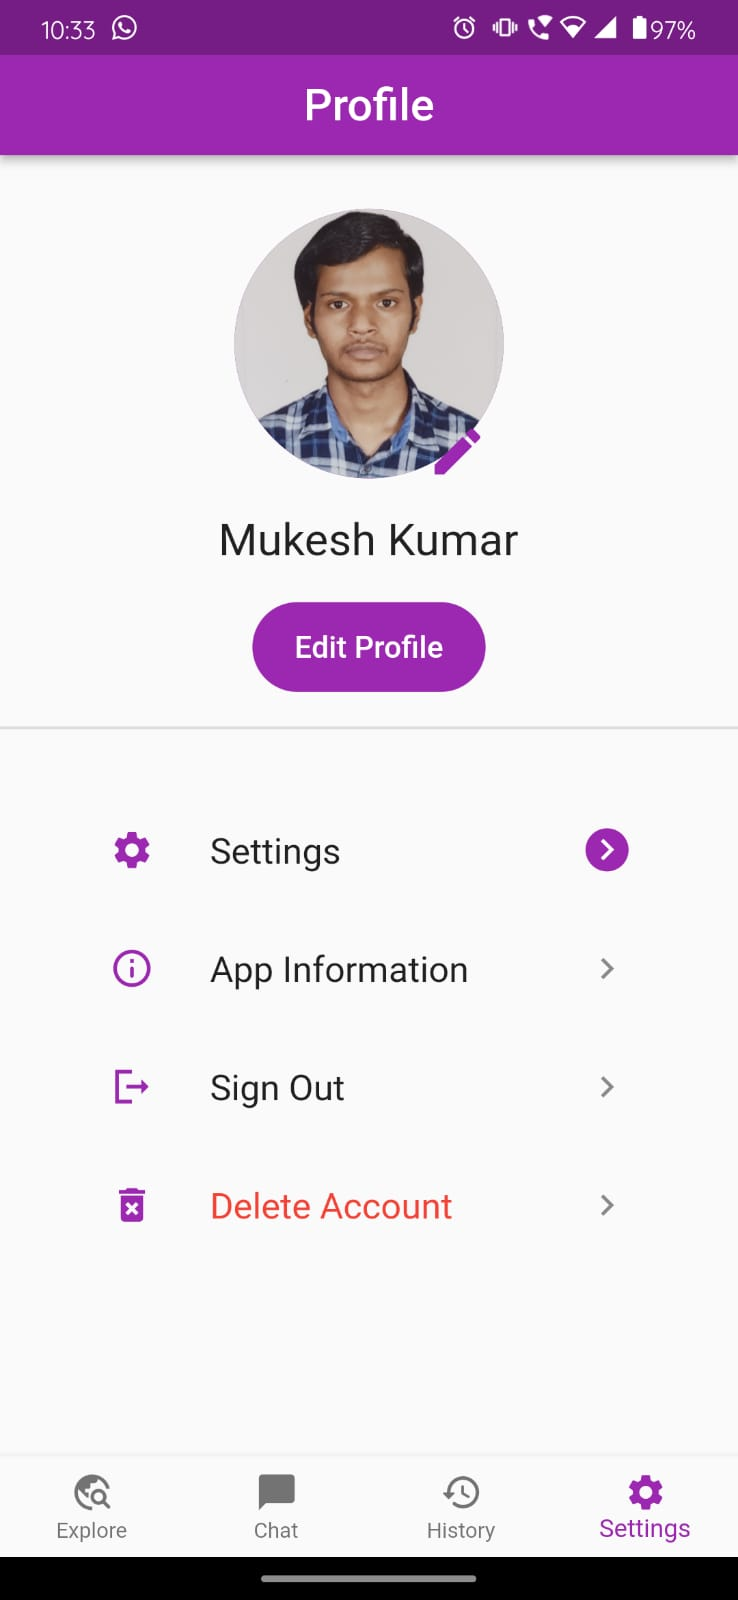 10:33 97%
Profile
Mukesh Kumar
Edit Profile
Settings
App Information
Sign Out
Delete Account
Explore Chat History Settings